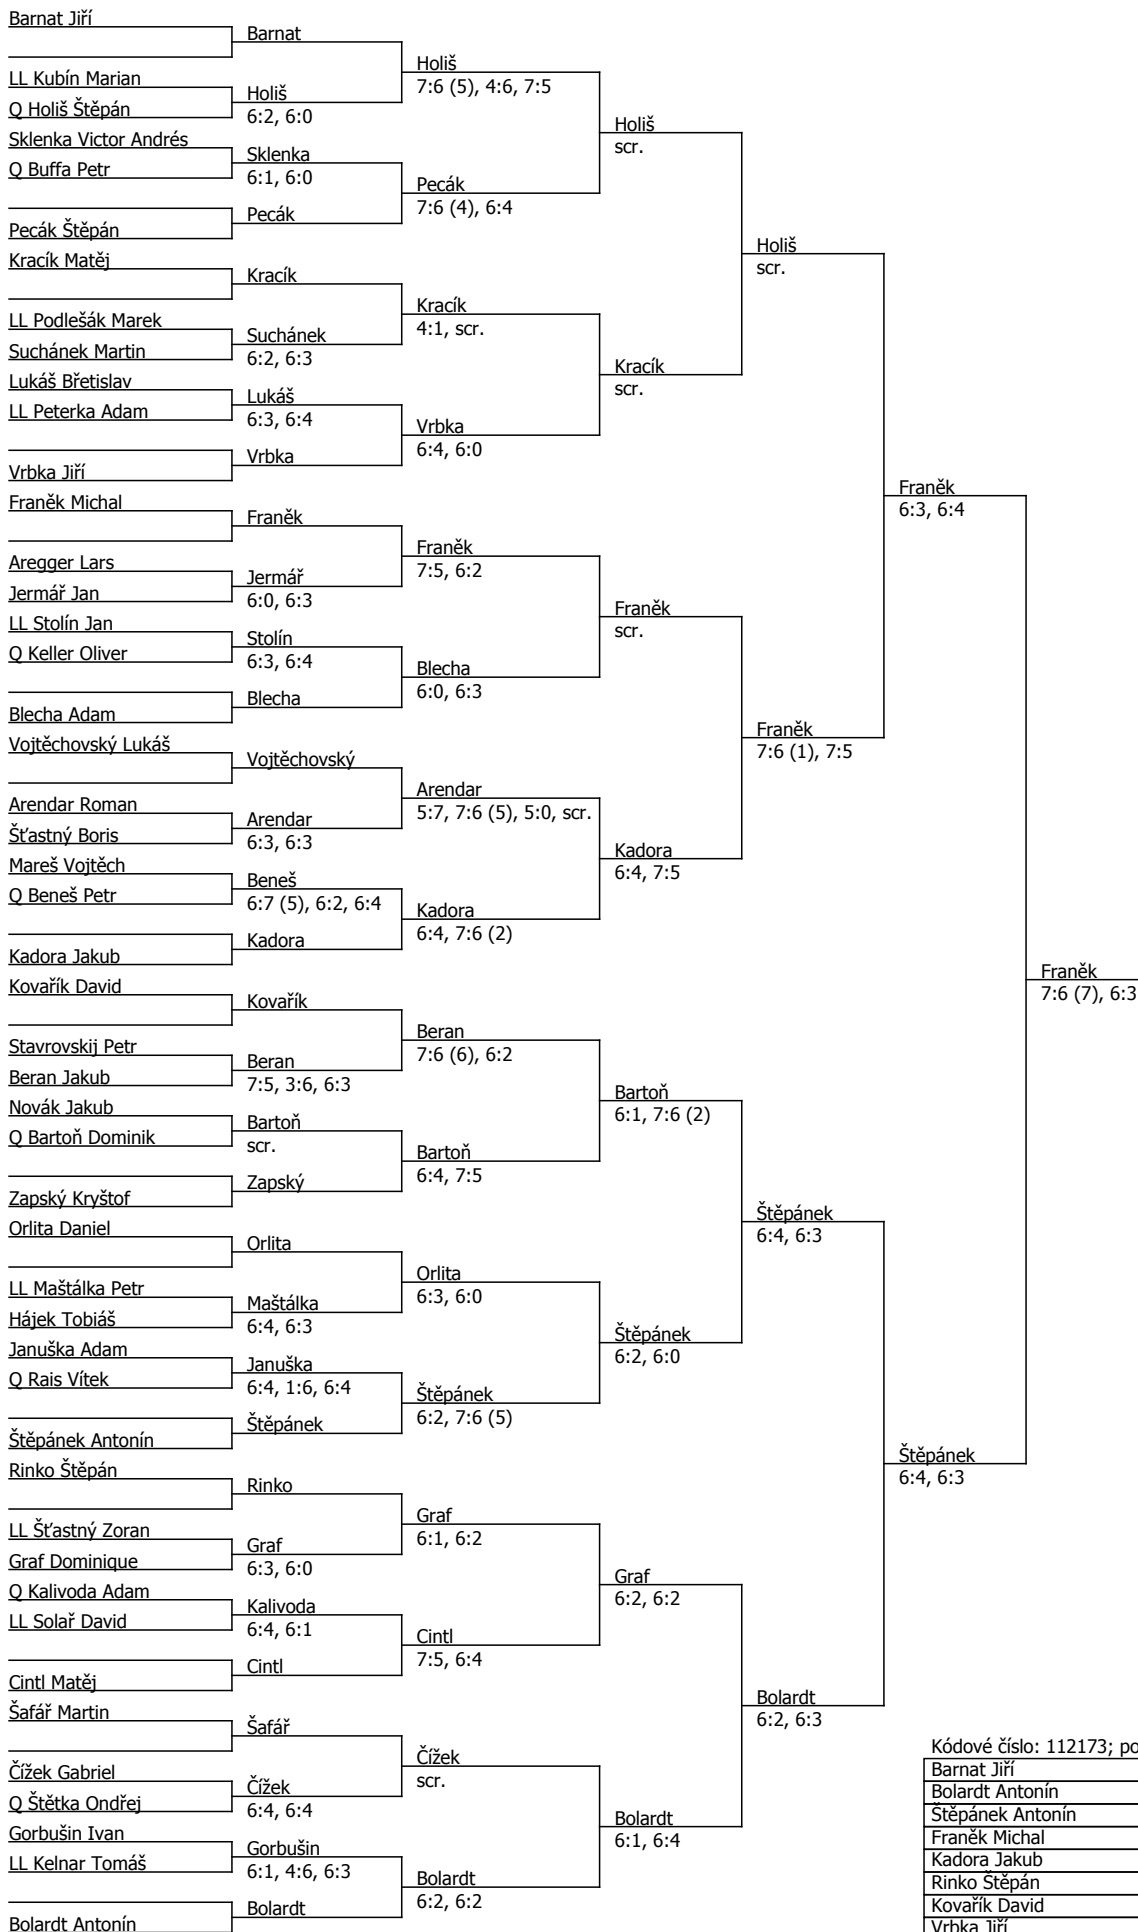 Barnat Jiří
LL Kubín Marian
Q Holiš Štěpán
Sklenka Victor Andrés
Q Buffa Petr
Pecák Štěpán
Kracík Matěj
LL Podlešák Marek
Suchánek Martin
Lukáš Břetislav
LL Peterka Adam
Vrbka Jiří
Franěk Michal
Aregger Lars
Jermář Jan
LL Stolín Jan
Q Keller Oliver
Blecha Adam
Vojtěchovský Lukáš
Arendar Roman
Šťastný Boris
Mareš Vojtěch
Q Beneš Petr
Kadora Jakub
Kovařík David
Stavrovskij Petr
Beran Jakub
Novák Jakub
Q Bartoň Dominik
Zapský Kryštof
Orlita Daniel
LL Maštálka Petr
Hájek Tobiáš
Januška Adam
Q Rais Vítek
Štěpánek Antonín
Rinko Štěpán
LL Šťastný Zoran
Graf Dominique
Q Kalivoda Adam
LL Solař David
Cintl Matěj
Šafář Martin
Čížek Gabriel
Q Štětka Ondřej
Gorbušin Ivan
LL Kelnar Tomáš
Bolardt Antonín
Barnat
Holiš
6:2, 6:0
Sklenka
6:1, 6:0
Pecák
Kracík
Suchánek
6:2, 6:3
Lukáš
6:3, 6:4
Vrbka
Franěk
Jermář
6:0, 6:3
Stolín
6:3, 6:4
Blecha
Vojtěchovský
Arendar
6:3, 6:3
Beneš
6:7 (5), 6:2, 6:4
Kadora
Kovařík
Beran
7:5, 3:6, 6:3
Bartoň
scr.
Zapský
Orlita
Maštálka
6:4, 6:3
Januška
6:4, 1:6, 6:4
Štěpánek
Rinko
Graf
6:3, 6:0
Kalivoda
6:4, 6:1
Cintl
Šafář
Čížek
6:4, 6:4
Gorbušin
6:1, 4:6, 6:3
Bolardt
Holiš
7:6 (5), 4:6, 7:5
Pecák
7:6 (4), 6:4
Kracík
4:1, scr.
Vrbka
6:4, 6:0
Franěk
7:5, 6:2
Blecha
6:0, 6:3
Arendar
5:7, 7:6 (5), 5:0, scr.
Kadora
6:4, 7:6 (2)
Beran
7:6 (6), 6:2
Bartoň
6:4, 7:5
Orlita
6:3, 6:0
Štěpánek
6:2, 7:6 (5)
Graf
6:1, 6:2
Cintl
7:5, 6:4
Čížek
scr.
Bolardt
6:2, 6:2
Holiš
scr.
Kracík
scr.
Franěk
scr.
Kadora
6:4, 7:5
Bartoň
6:1, 7:6 (2)
Štěpánek
6:2, 6:0
Graf
6:2, 6:2
Bolardt
6:1, 6:4
Holiš
scr.
Franěk
7:6 (1), 7:5
Štěpánek
6:4, 6:3
Bolardt
6:2, 6:3
Franěk
6:3, 6:4
Štěpánek
6:4, 6:3
Franěk
7:6 (7), 6:3
Kódové číslo: 112173; po
Barnat Jiří
Bolardt Antonín
Štěpánek Antonín
Franěk Michal
Kadora Jakub
Rinko Štěpán
Kovařík David
Vrbka Jiří